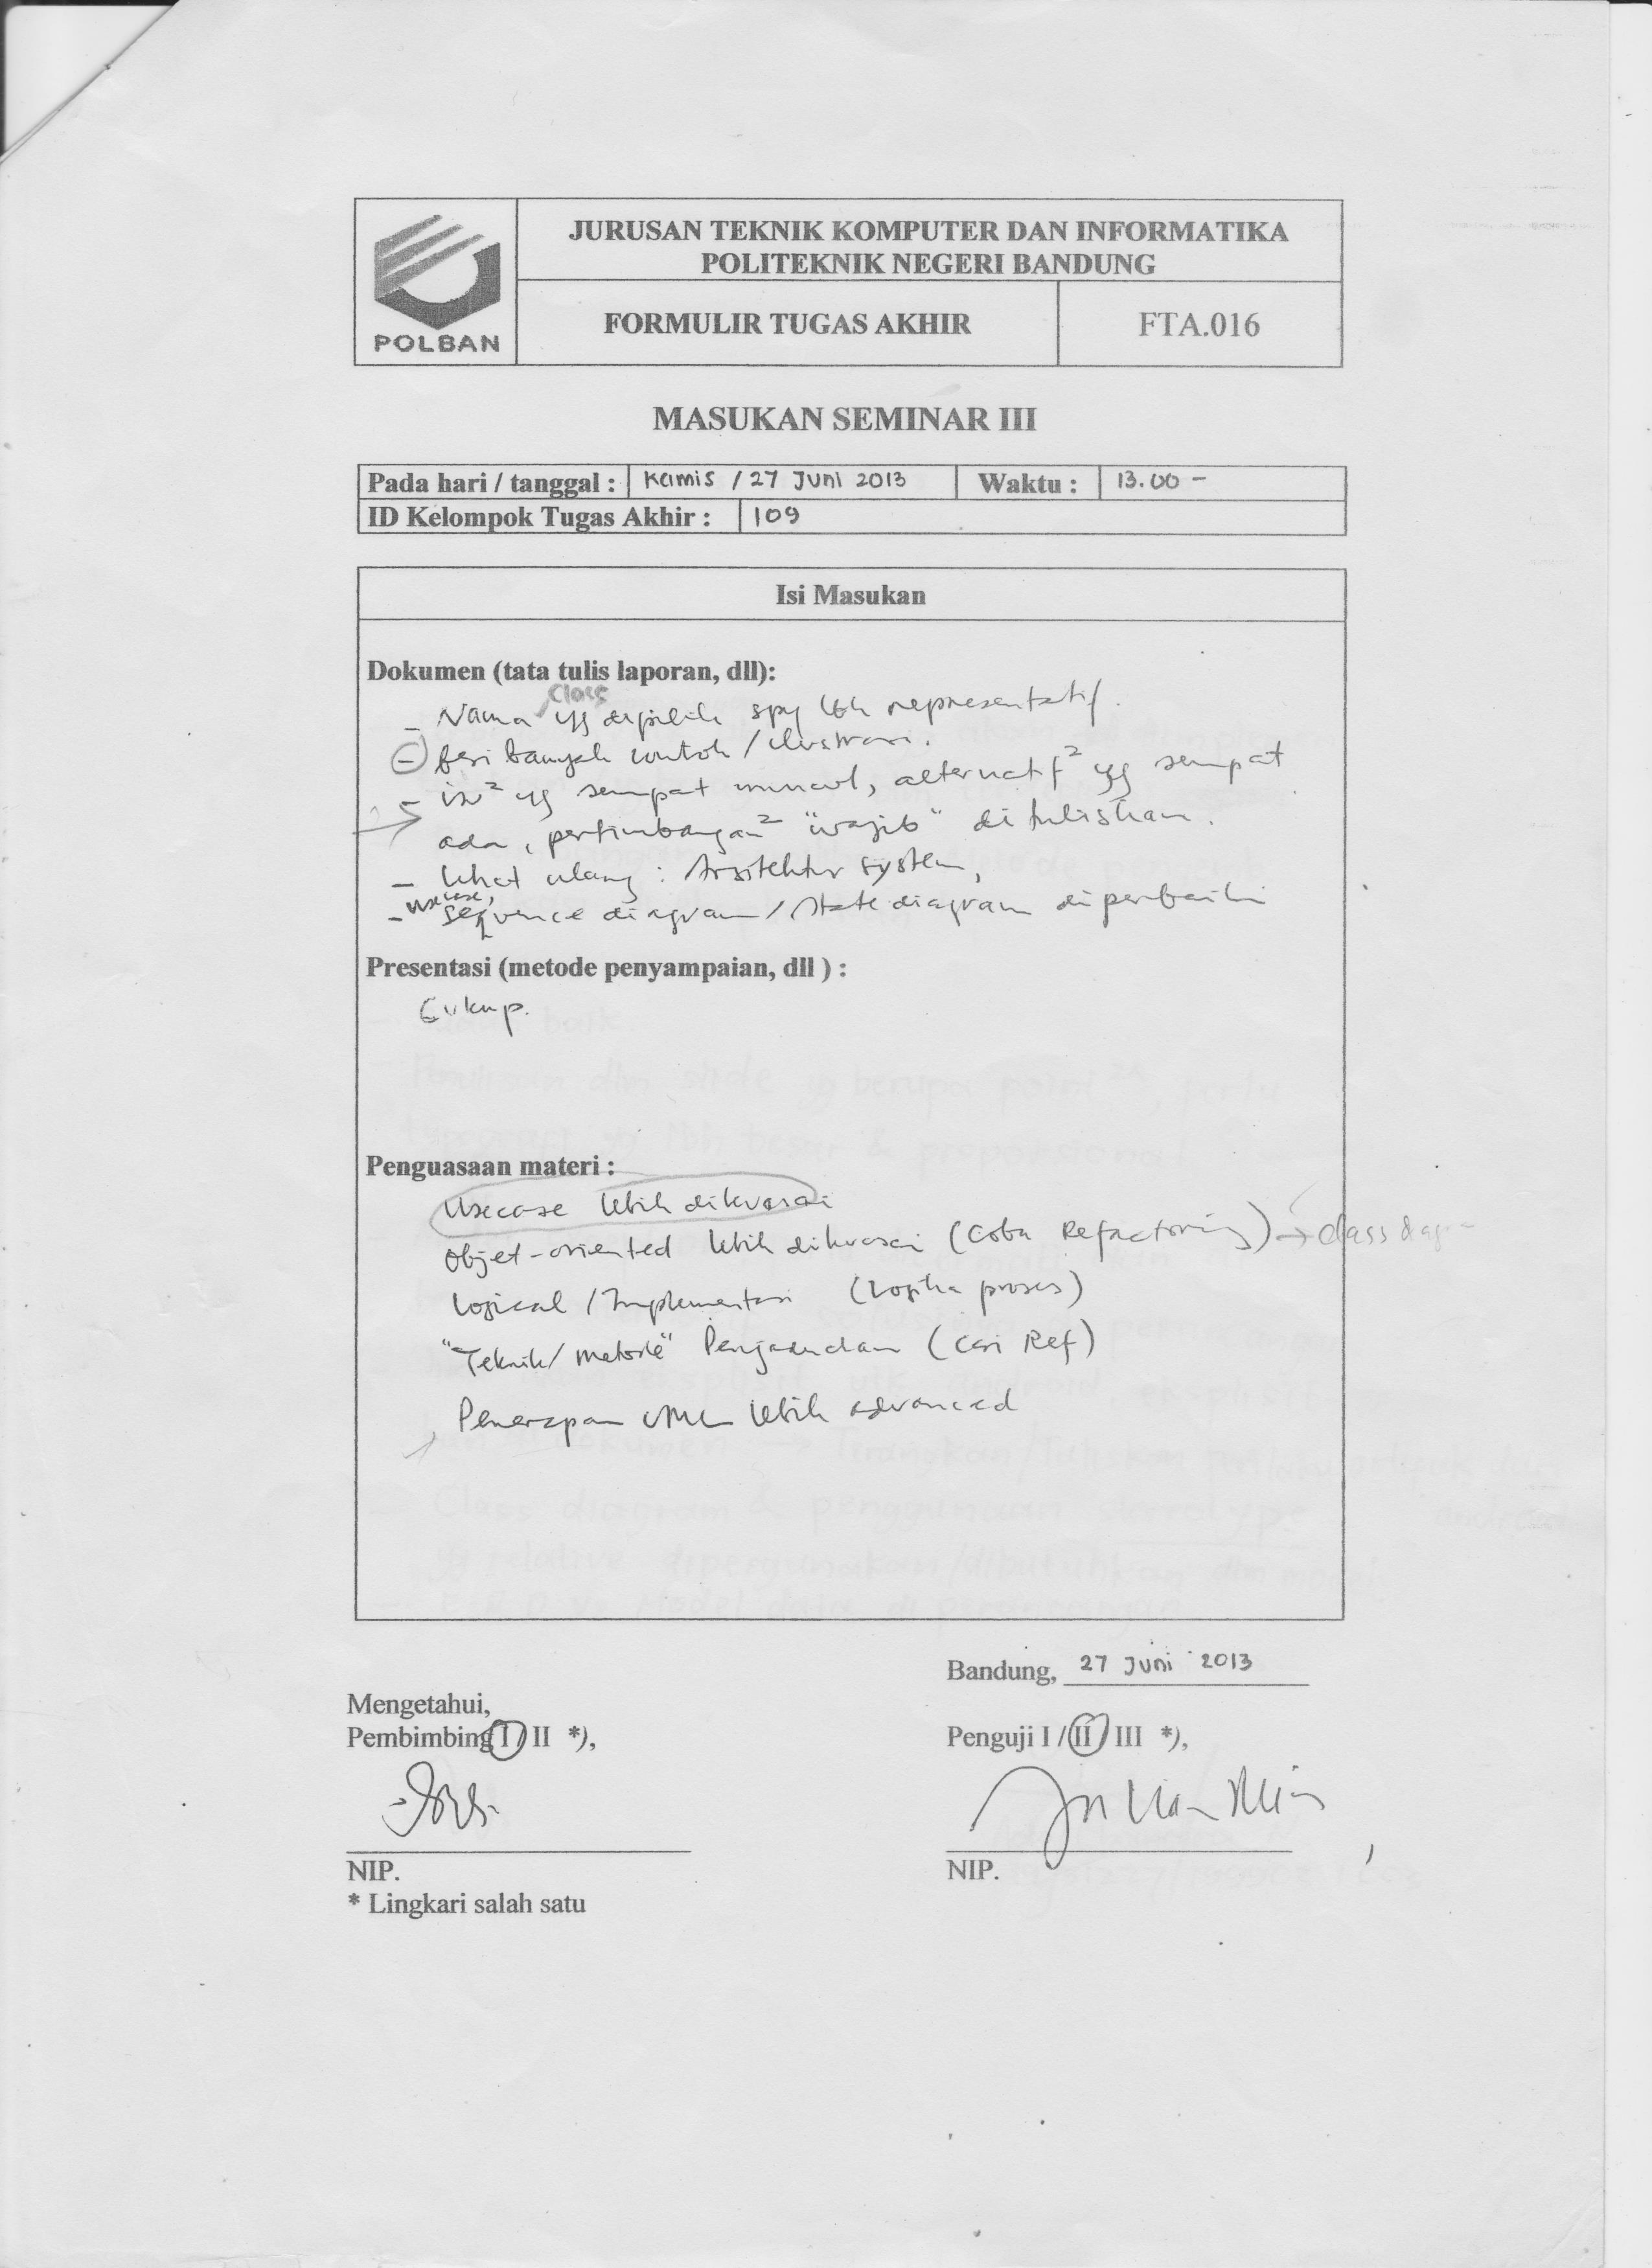 JURUSAN TEKNIK KOMPUTER DAN INFORMATIKA
POLITEKNIK NEGERI BANDUNG
POLBAN
FORMULIR TUGAS AKHIR
FTA.016
MASUKAN SEMINAR III
Pada hari / tanggal : Kamis / 27 Juni 2013 Waktu : 13.00 -
ID Kelompok Tugas Akhir : 109
Isi Masukan
Dokumen (tata tulis laporan, dll):
Class
- Nama yg dipilih spy lbh representatif.
- Beri banyak contoh / ilustrasi.
- isu² yg sempat muncul, alternatif² yg sempat
ada, pertimbangan² "wajib" dituliskan.
- Lihat ulang : Arsitektur system,
- usecase, sequence diagram / state diagram diperbaiki
Presentasi (metode penyampaian, dll ) :
Cukup.
Penguasaan materi :
Usecase lebih dikuasai
Objet-oriented lebih dikuasai (Coba Refactoring) → class
Logical / Implementasi (Logika proses)
"Teknik/ metode" Penjadwalan (Cari Ref)
Penerapan UML lebih advanced
Bandung, 27 Juni 2013
Mengetahui,
Pembimbing I / II *),
Penguji I / II / III *),
NIP.
NIP.
* Lingkari salah satu